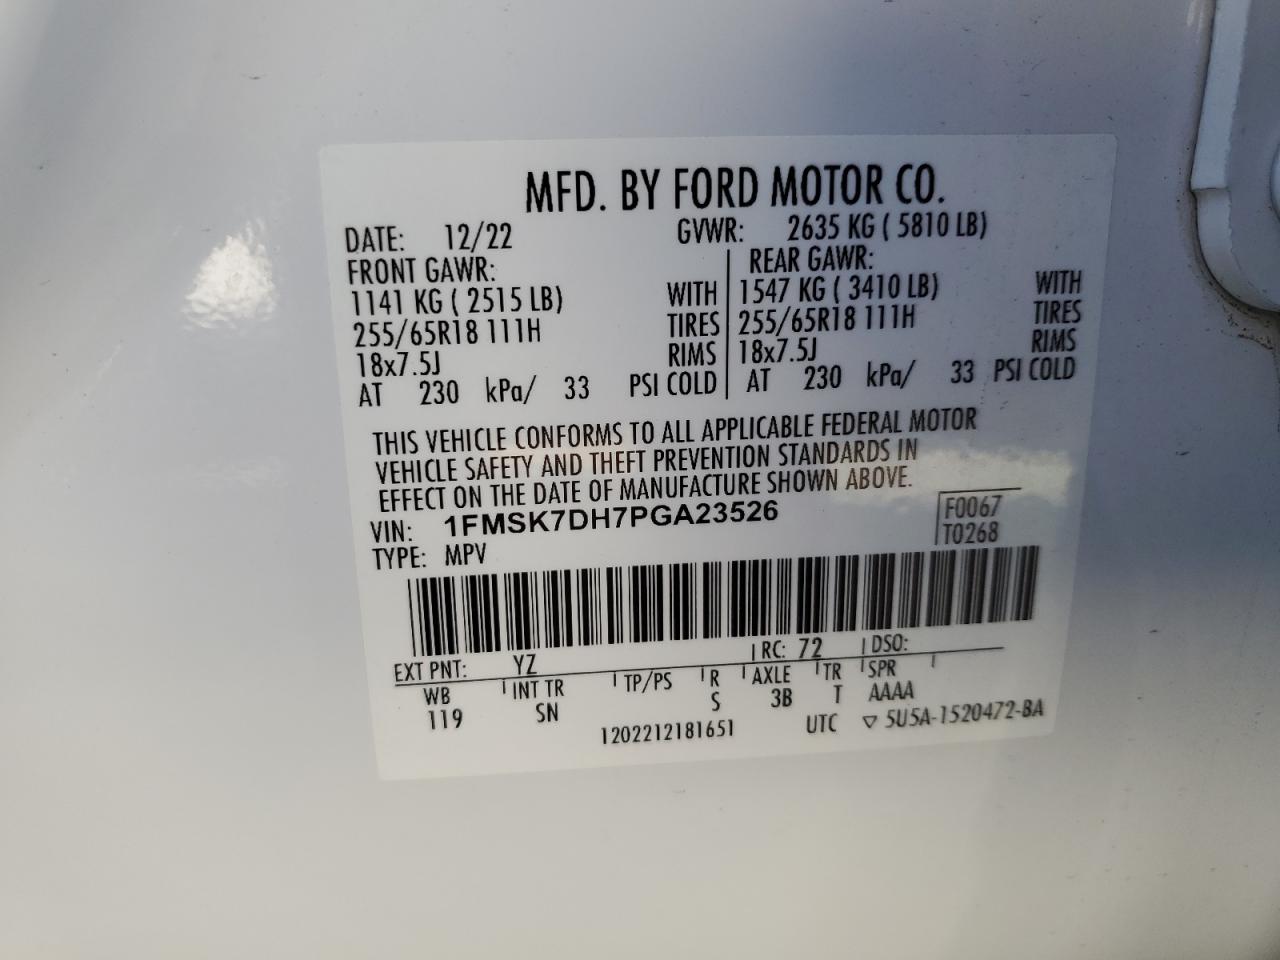 MFD. BY FORD MOTOR CO.
DATE: 12/22 GVWR: 2635 KG ( 5810 LB)
FRONT GAWR: REAR GAWR:
1141 KG ( 2515 LB) WITH 1547 KG ( 3410 LB) WITH
255/65R18 111H TIRES 255/65R18 111H TIRES
18x7.5J RIMS 18x7.5J RIMS
AT 230 kPa/ 33 PSI COLD AT 230 kPa/ 33 PSI COLD
THIS VEHICLE CONFORMS TO ALL APPLICABLE FEDERAL MOTOR
VEHICLE SAFETY AND THEFT PREVENTION STANDARDS IN
EFFECT ON THE DATE OF MANUFACTURE SHOWN ABOVE.
VIN: 1FMSK7DH7PGA23526 F0067
TYPE: MPV T0268
EXT PNT: YZ RC: 72 DSO:
WB INT TR TP/PS R AXLE TR SPR
119 SN S 3B T AAAA
1202212181651 UTC ▽ 5U5A-1520472-BA